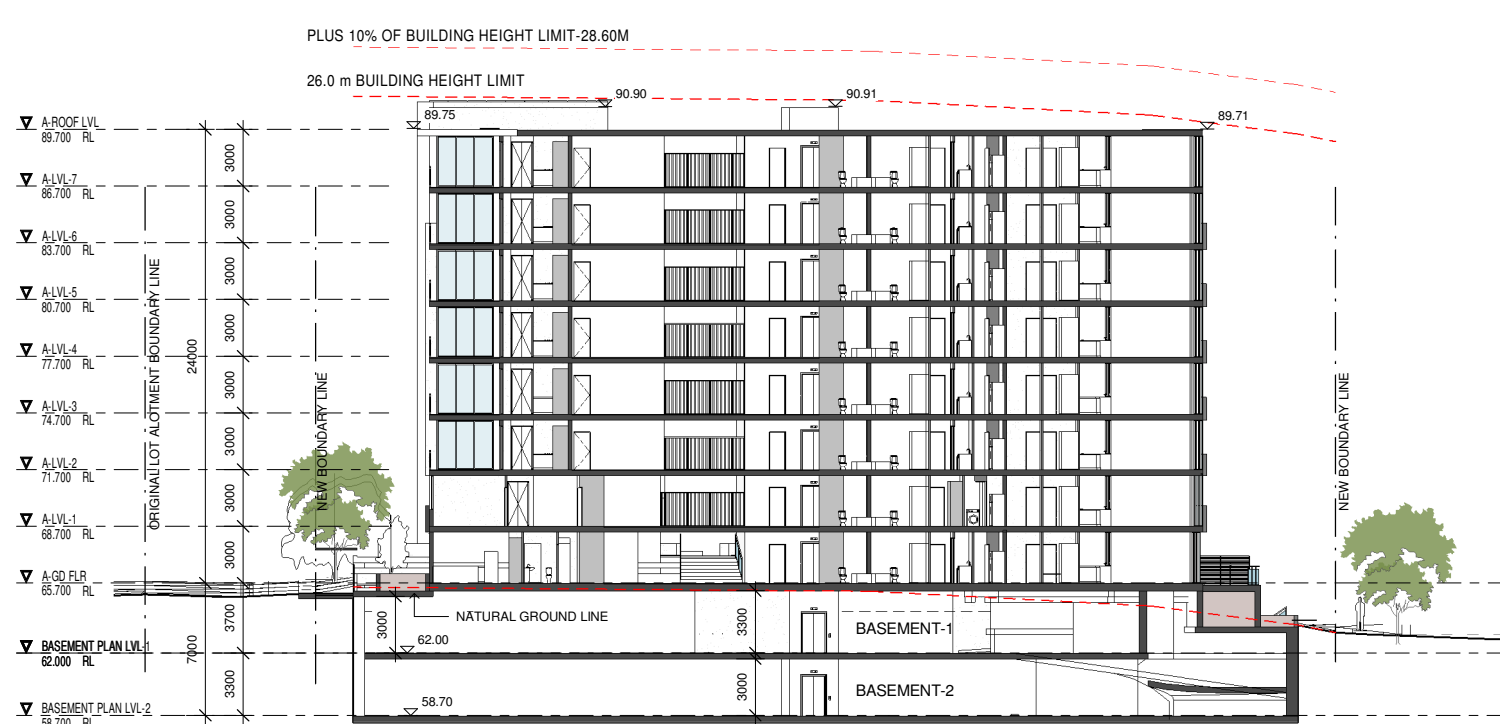 PLUS 10% OF BUILDING HEIGHT LIMIT-28.60M
26.0 m BUILDING HEIGHT LIMIT
90.90
90.91
89.75
89.71
A-ROOF LVL
89.700 RL
3000
A-LVL-7
86.700 RL
3000
A-LVL-6
83.700 RL
3000
A-LVL-5
80.700 RL
3000
A-LVL-4
77.700 RL
24000
3000
A-LVL-3
74.700 RL
3000
A-LVL-2
71.700 RL
3000
A-LVL-1
68.700 RL
3000
A-GD FLR
65.700 RL
ORIGINAL LOT ALOTMENT BOUNDARY LINE
NEW BOUNDARY LINE
NEW BOUNDARY LINE
3700
3000
NATURAL GROUND LINE
3300
BASEMENT-1
62.00
BASEMENT PLAN LVL-1
62.000 RL
7000
3300
3000
BASEMENT-2
58.70
BASEMENT PLAN LVL-2
58.700 RL